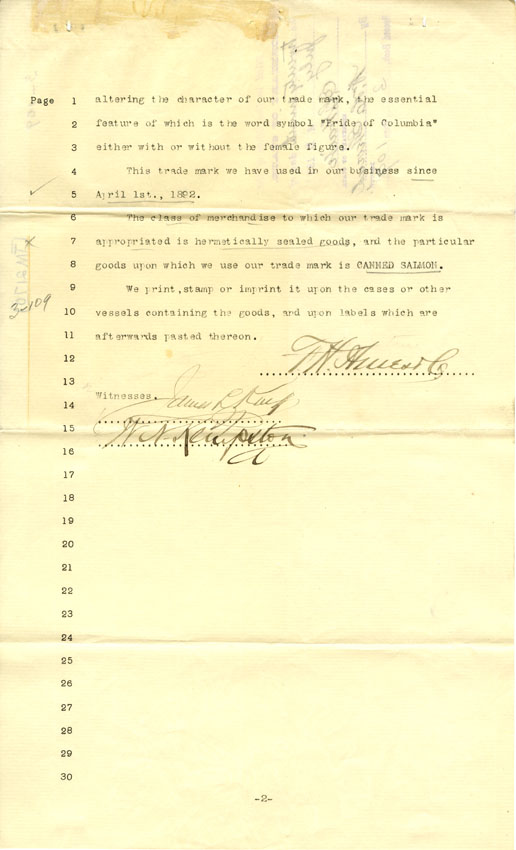 Page 1 altering the character of our trade mark, the essential
2 feature of which is the word symbol "Pride of Columbia"
3 either with or without the female figure.
4 This trade mark we have used in our business since
5 April 1st., 1892.
6 The class of merchandise to which our trade mark is
7 appropriated is hermetically sealed goods, and the particular
8 goods upon which we use our trade mark is CANNED SALMON.
9 We print,stamp or imprint it upon the cases or other
3-109
10 vessels containing the goods, and upon labels which are
11 afterwards pasted thereon.
12
13
Witnesses.
14
15 W. N. Kempston
16
17
18
19
20
21
22
23
24
25
26
27
28
29
30
-2-